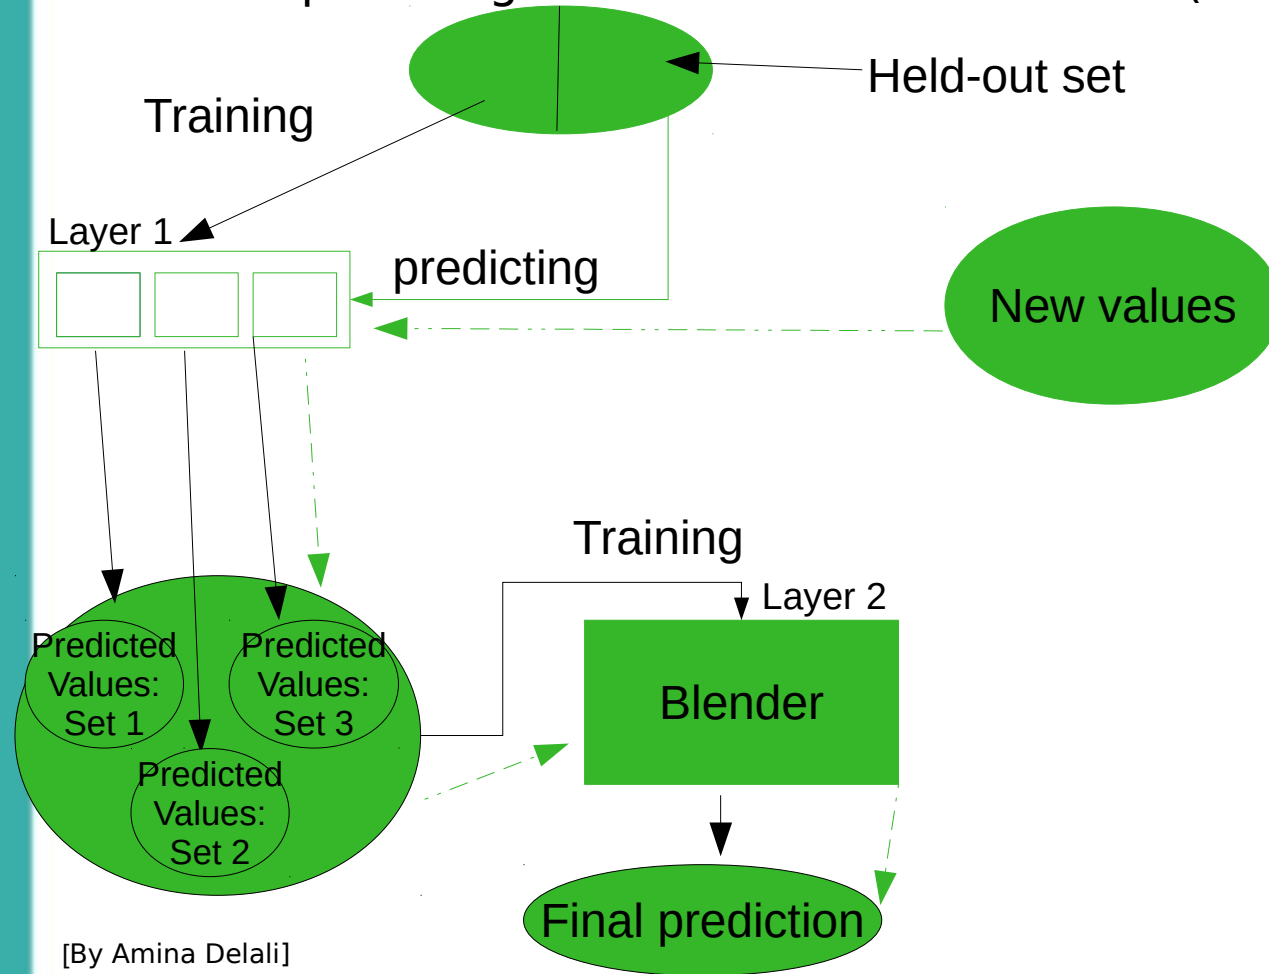 Held-out set
Training
Layer 1
predicting
New values
Training
Layer 2
Predicted
Values:
Set 1
Predicted
Values:
Set 3
Blender
Predicted
Values:
Set 2
Final prediction
[By Amina Delali]